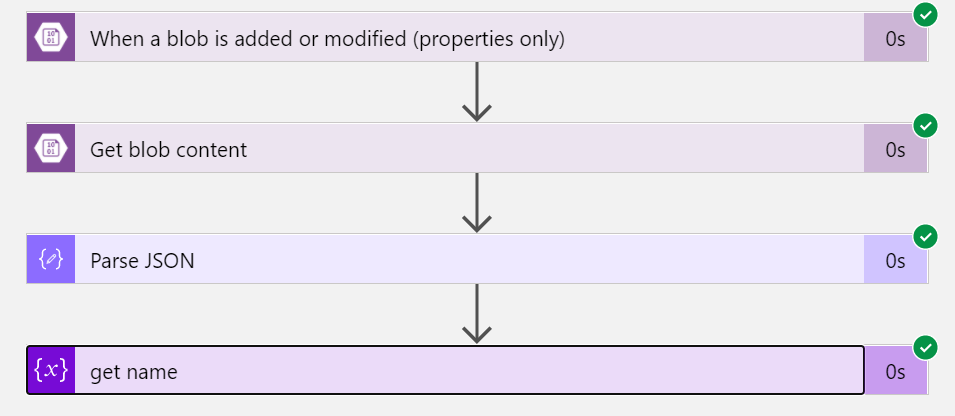 When a blob is added or modified (properties only) 0s
Get blob content 0s
Parse JSON 0s
{x} get name 0s